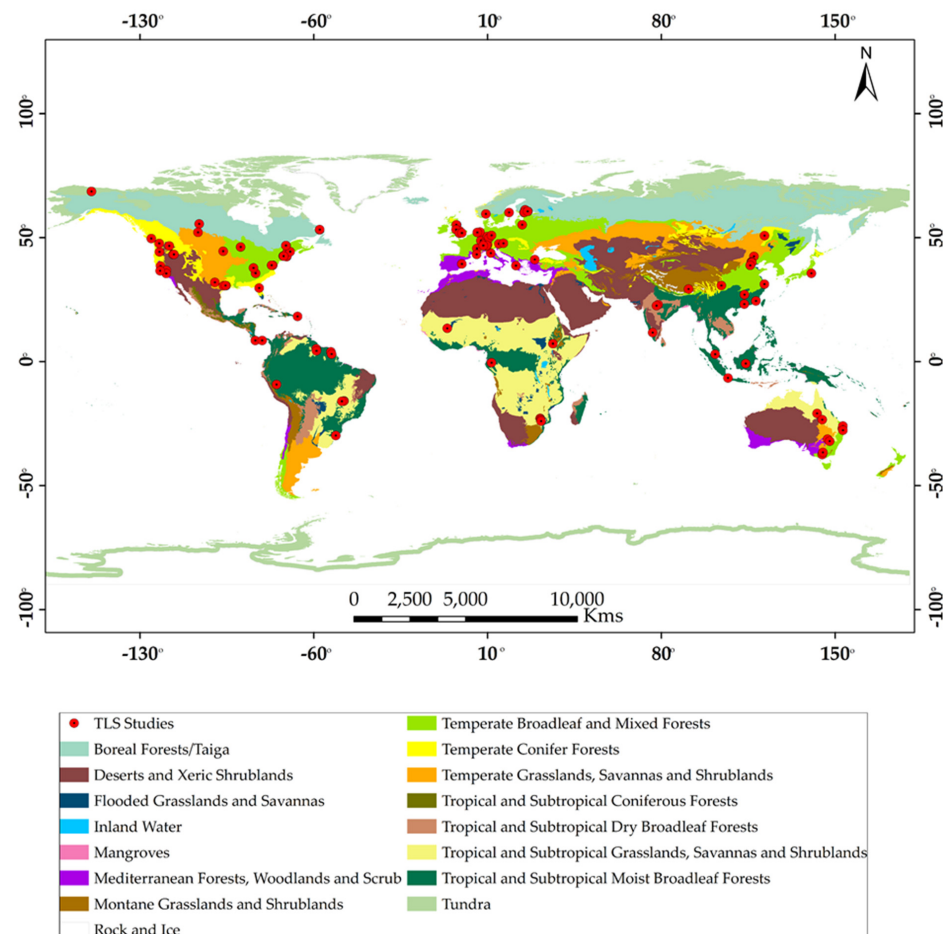 -130° -60° 10° 80° 150°
N
100° 100°
50° 50°
0° 0°
-50° -50°
-100° -100°
0 2,500 5,000 10,000
Kms
-130° -60° 10° 80° 150°
TLS Studies
Boreal Forests/Taiga
Deserts and Xeric Shrublands
Flooded Grasslands and Savannas
Inland Water
Mangroves
Mediterranean Forests, Woodlands and Scrub
Montane Grasslands and Shrublands
Rock and Ice
Temperate Broadleaf and Mixed Forests
Temperate Conifer Forests
Temperate Grasslands, Savannas and Shrublands
Tropical and Subtropical Coniferous Forests
Tropical and Subtropical Dry Broadleaf Forests
Tropical and Subtropical Grasslands, Savannas and Shrublands
Tropical and Subtropical Moist Broadleaf Forests
Tundra